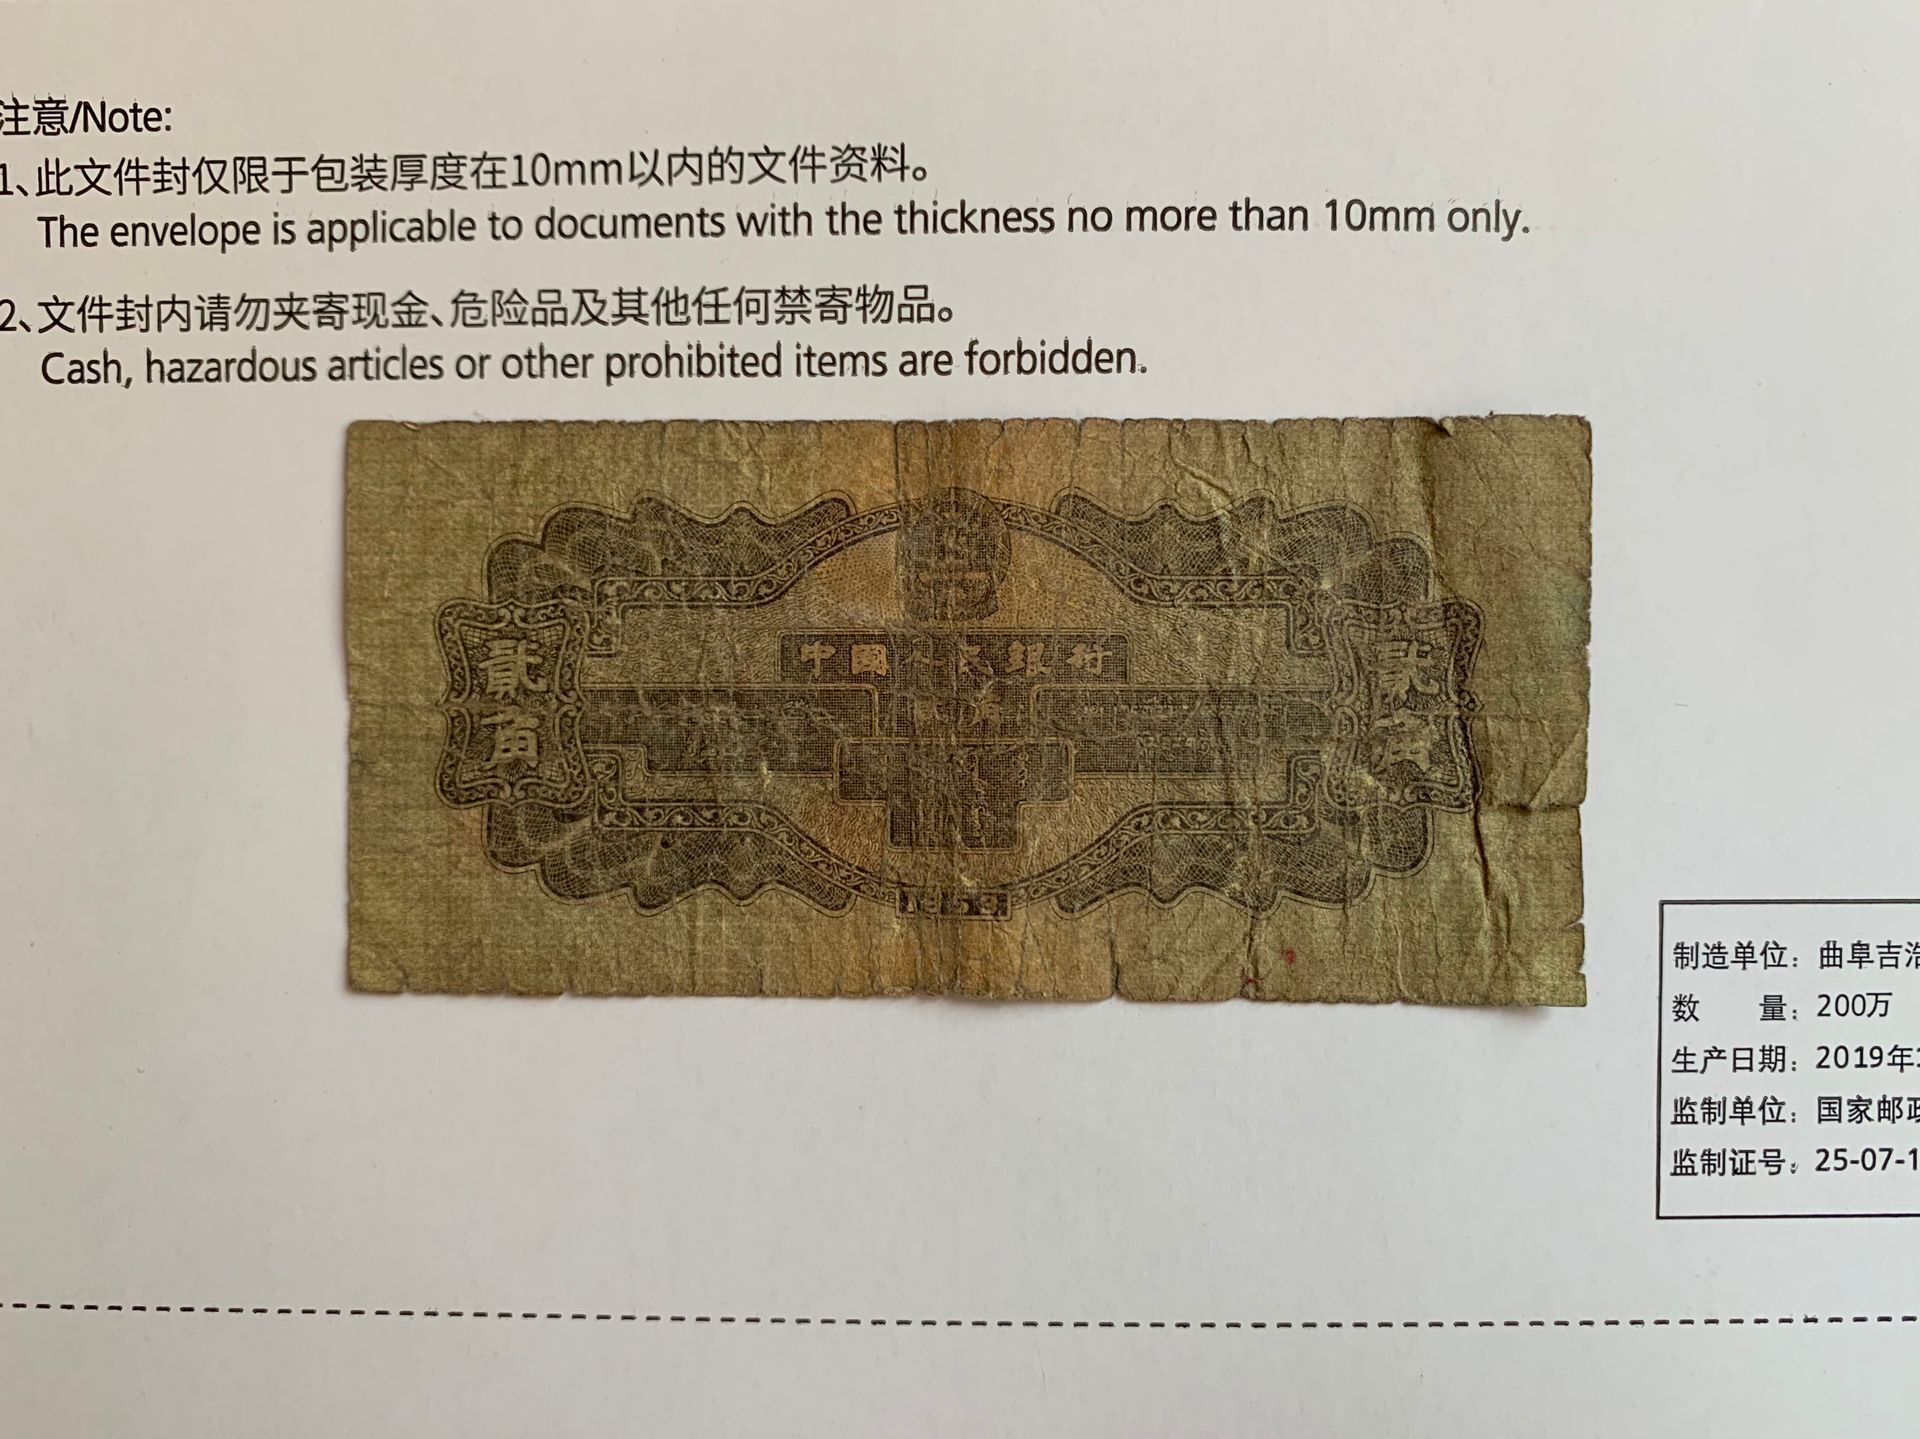 注意/Note:
1、此文件封仅限于包装厚度在10mm以内的文件资料。
The envelope is applicable to documents with the thickness no more than 10mm only.
2、文件封内请勿夹寄现金、危险品及其他任何禁寄物品。
Cash, hazardous articles or other prohibited items are forbidden.
中國人民銀行
貳角
貳角
貳角
1953
制造单位：曲阜吉浩
数 量：200万
生产日期：2019年
监制单位：国家邮政
监制证号：25-07-1